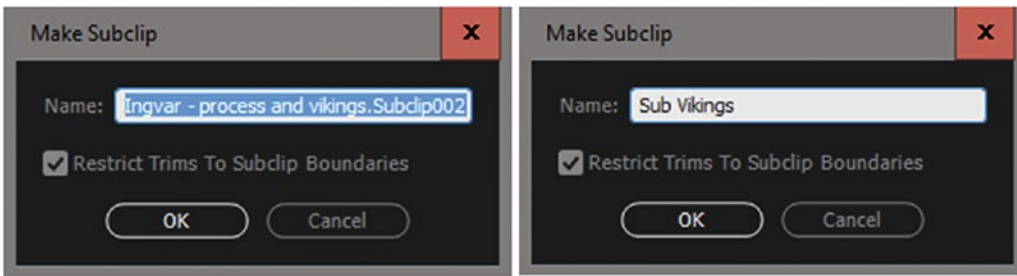 Make Subclip
x
Name: Ingvar - process and vikings.Subclip002
Restrict Trims To Subclip Boundaries
OK Cancel
Make Subclip
x
Name: Sub Vikings
Restrict Trims To Subclip Boundaries
OK Cancel